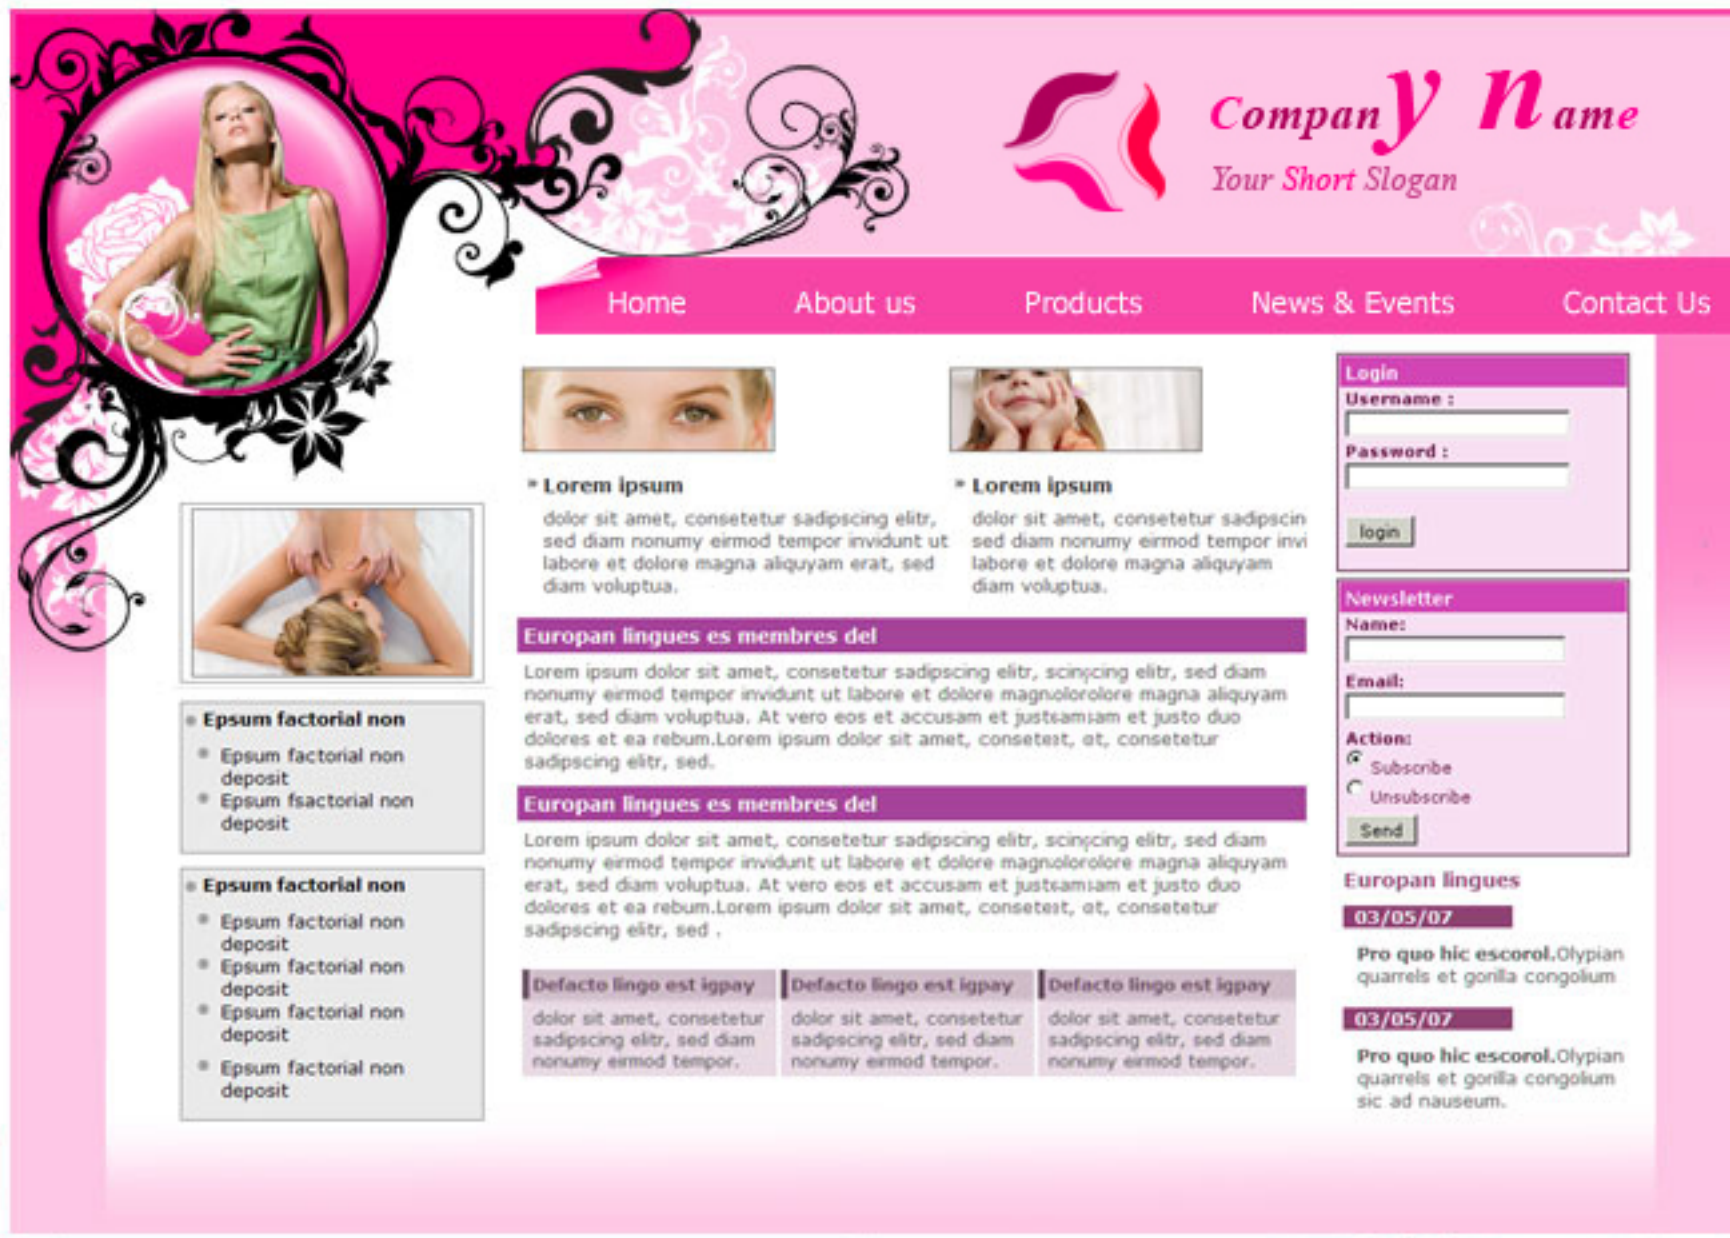 Company name
Your Short Slogan
Home About us Products News & Events Contact Us
» Lorem ipsum
dolor sit amet, consetetur sadipscing elitr,
sed diam nonumy eirmod tempor invidunt ut
labore et dolore magna aliquyam erat, sed
diam voluptua.
» Lorem ipsum
dolor sit amet, consetetur sadipscin
sed diam nonumy eirmod tempor invi
labore et dolore magna aliquyam
diam voluptua.
Europan lingues es membres del
Lorem ipsum dolor sit amet, consetetur sadipscing elitr, scing elitr, sed diam
nonumy eirmod tempor invidunt ut labore et dolore magna aliquyam
erat, sed diam voluptua. At vero eos et accusam et justo duo
dolores et ea rebum.Lorem ipsum dolor sit amet, consetetur
sadipscing elitr, sed.
Europan lingues es membres del
Lorem ipsum dolor sit amet, consetetur sadipscing elitr, scing elitr, sed diam
nonumy eirmod tempor invidunt ut labore et dolore magna aliquyam
erat, sed diam voluptua. At vero eos et accusam et justo duo
dolores et ea rebum.Lorem ipsum dolor sit amet, consetetur
sadipscing elitr, sed .
Defacto lingo est igpay
dolor sit amet, consetetur
sadipscing elitr, sed diam
nonumy eirmod tempor.
Defacto lingo est igpay
dolor sit amet, consetetur
sadipscing elitr, sed diam
nonumy eirmod tempor.
Defacto lingo est igpay
dolor sit amet, consetetur
sadipscing elitr, sed diam
nonumy eirmod tempor.
Epsum factorial non
Epsum factorial non
deposit
Epsum fsactorial non
deposit
Epsum factorial non
Epsum factorial non
deposit
Epsum factorial non
deposit
Epsum factorial non
deposit
Epsum factorial non
deposit
Login
Username :
Password :
login
Newsletter
Name:
Email:
Action:
Subscribe
Unsubscribe
Send
Europan lingues
03/05/07
Pro quo hic escorol.Olypian
quarrels et gorilla congolium
03/05/07
Pro quo hic escorol.Olypian
quarrels et gorilla congolium
sic ad nauseum.